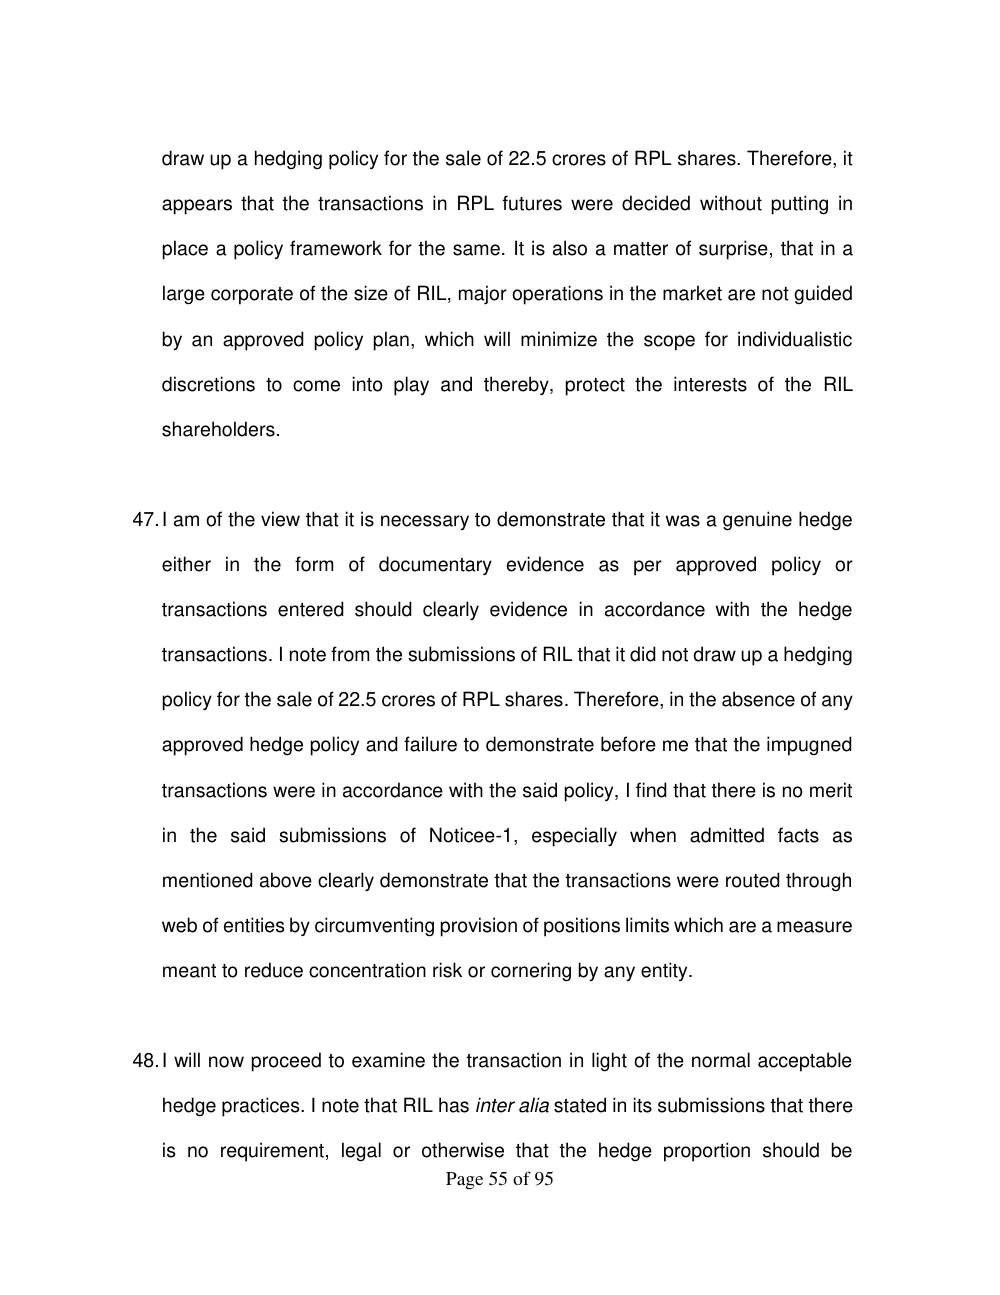 draw up a hedging policy for the sale of 22.5 crores of RPL shares. Therefore, it
appears that the transactions in RPL futures were decided without putting in
place a policy framework for the same. It is also a matter of surprise, that in a
large corporate of the size of RIL, major operations in the market are not guided
by an approved policy plan, which will minimize the scope for individualistic
discretions to come into play and thereby, protect the interests of the RIL
shareholders.
47. I am of the view that it is necessary to demonstrate that it was a genuine hedge
either in the form of documentary evidence as per approved policy or
transactions entered should clearly evidence in accordance with the hedge
transactions. I note from the submissions of RIL that it did not draw up a hedging
policy for the sale of 22.5 crores of RPL shares. Therefore, in the absence of any
approved hedge policy and failure to demonstrate before me that the impugned
transactions were in accordance with the said policy, I find that there is no merit
in the said submissions of Noticee-1, especially when admitted facts as
mentioned above clearly demonstrate that the transactions were routed through
web of entities by circumventing provision of positions limits which are a measure
meant to reduce concentration risk or cornering by any entity.
48. I will now proceed to examine the transaction in light of the normal acceptable
hedge practices. I note that RIL has inter alia stated in its submissions that there
is no requirement, legal or otherwise that the hedge proportion should be
Page 55 of 95